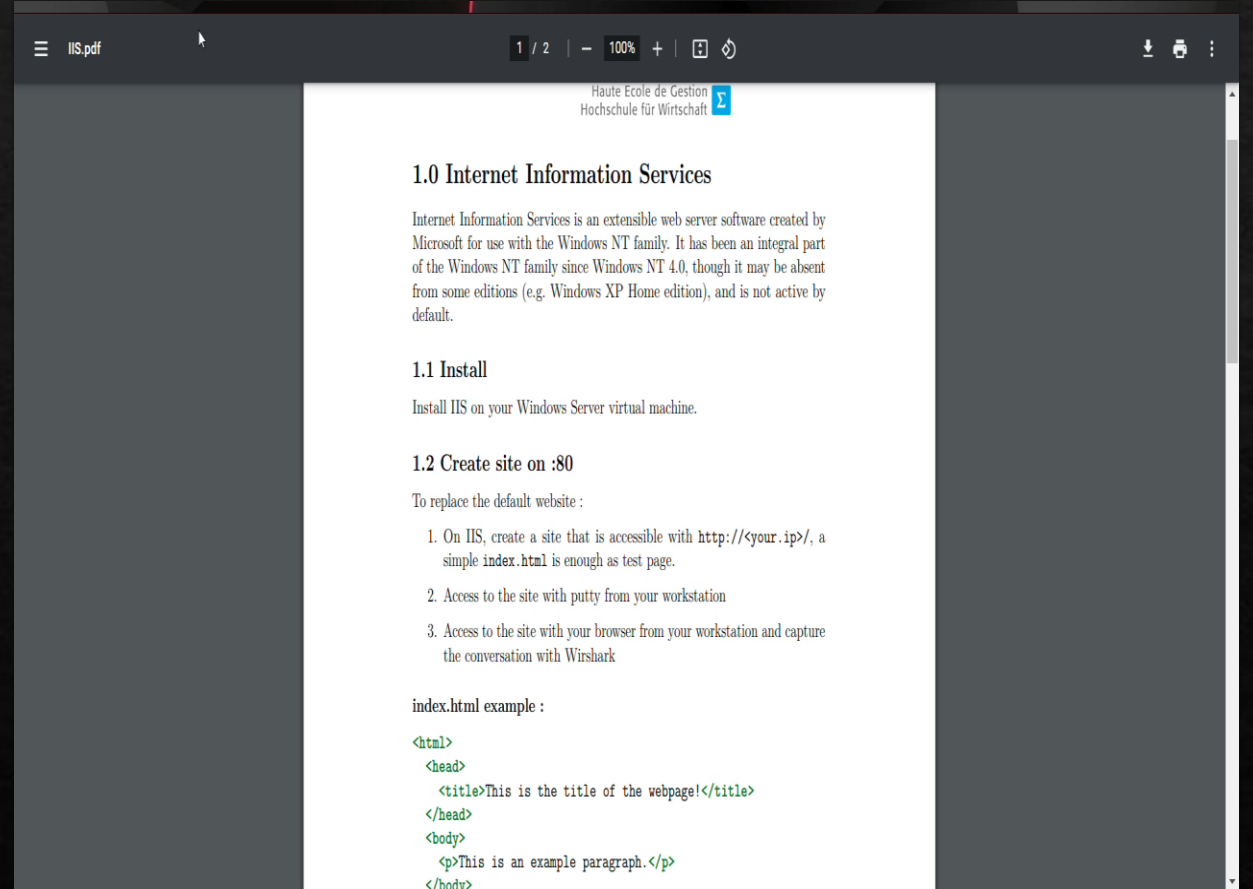 IIS.pdf
1 / 2
100%
Haute Ecole de Gestion
Hochschule für Wirtschaft
Σ
1.0 Internet Information Services
Internet Information Services is an extensible web server software created by
Microsoft for use with the Windows NT family. It has been an integral part
of the Windows NT family since Windows NT 4.0, though it may be absent
from some editions (e.g. Windows XP Home edition), and is not active by
default.
1.1 Install
Install IIS on your Windows Server virtual machine.
1.2 Create site on :80
To replace the default website :
1. On IIS, create a site that is accessible with http://<your.ip>/, a
simple index.html is enough as test page.
2. Access to the site with putty from your workstation
3. Access to the site with your browser from your workstation and capture
the conversation with Wirshark
index.html example :
<html>
<head>
<title>This is the title of the webpage!</title>
</head>
<body>
<p>This is an example paragraph.</p>
</body>